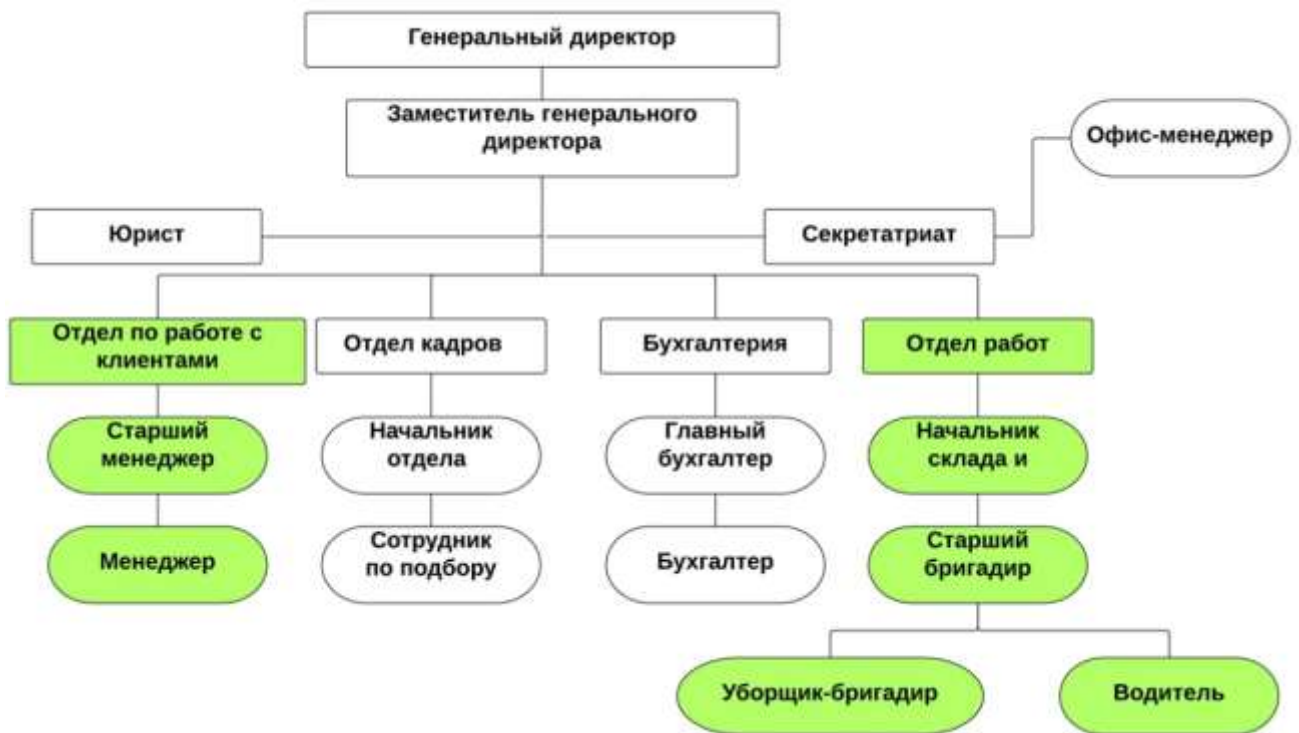 Генеральный директор
Заместитель генерального
директора
Офис-менеджер
Юрист
Секретатриат
Отдел по работе с
клиентами
Отдел кадров
Бухгалтерия
Отдел работ
Старший
менеджер
Начальник
отдела
Главный
бухгалтер
Начальник
склада и
Менеджер
Сотрудник
по подбору
Бухгалтер
Старший
бригадир
Уборщик-бригадир
Водитель